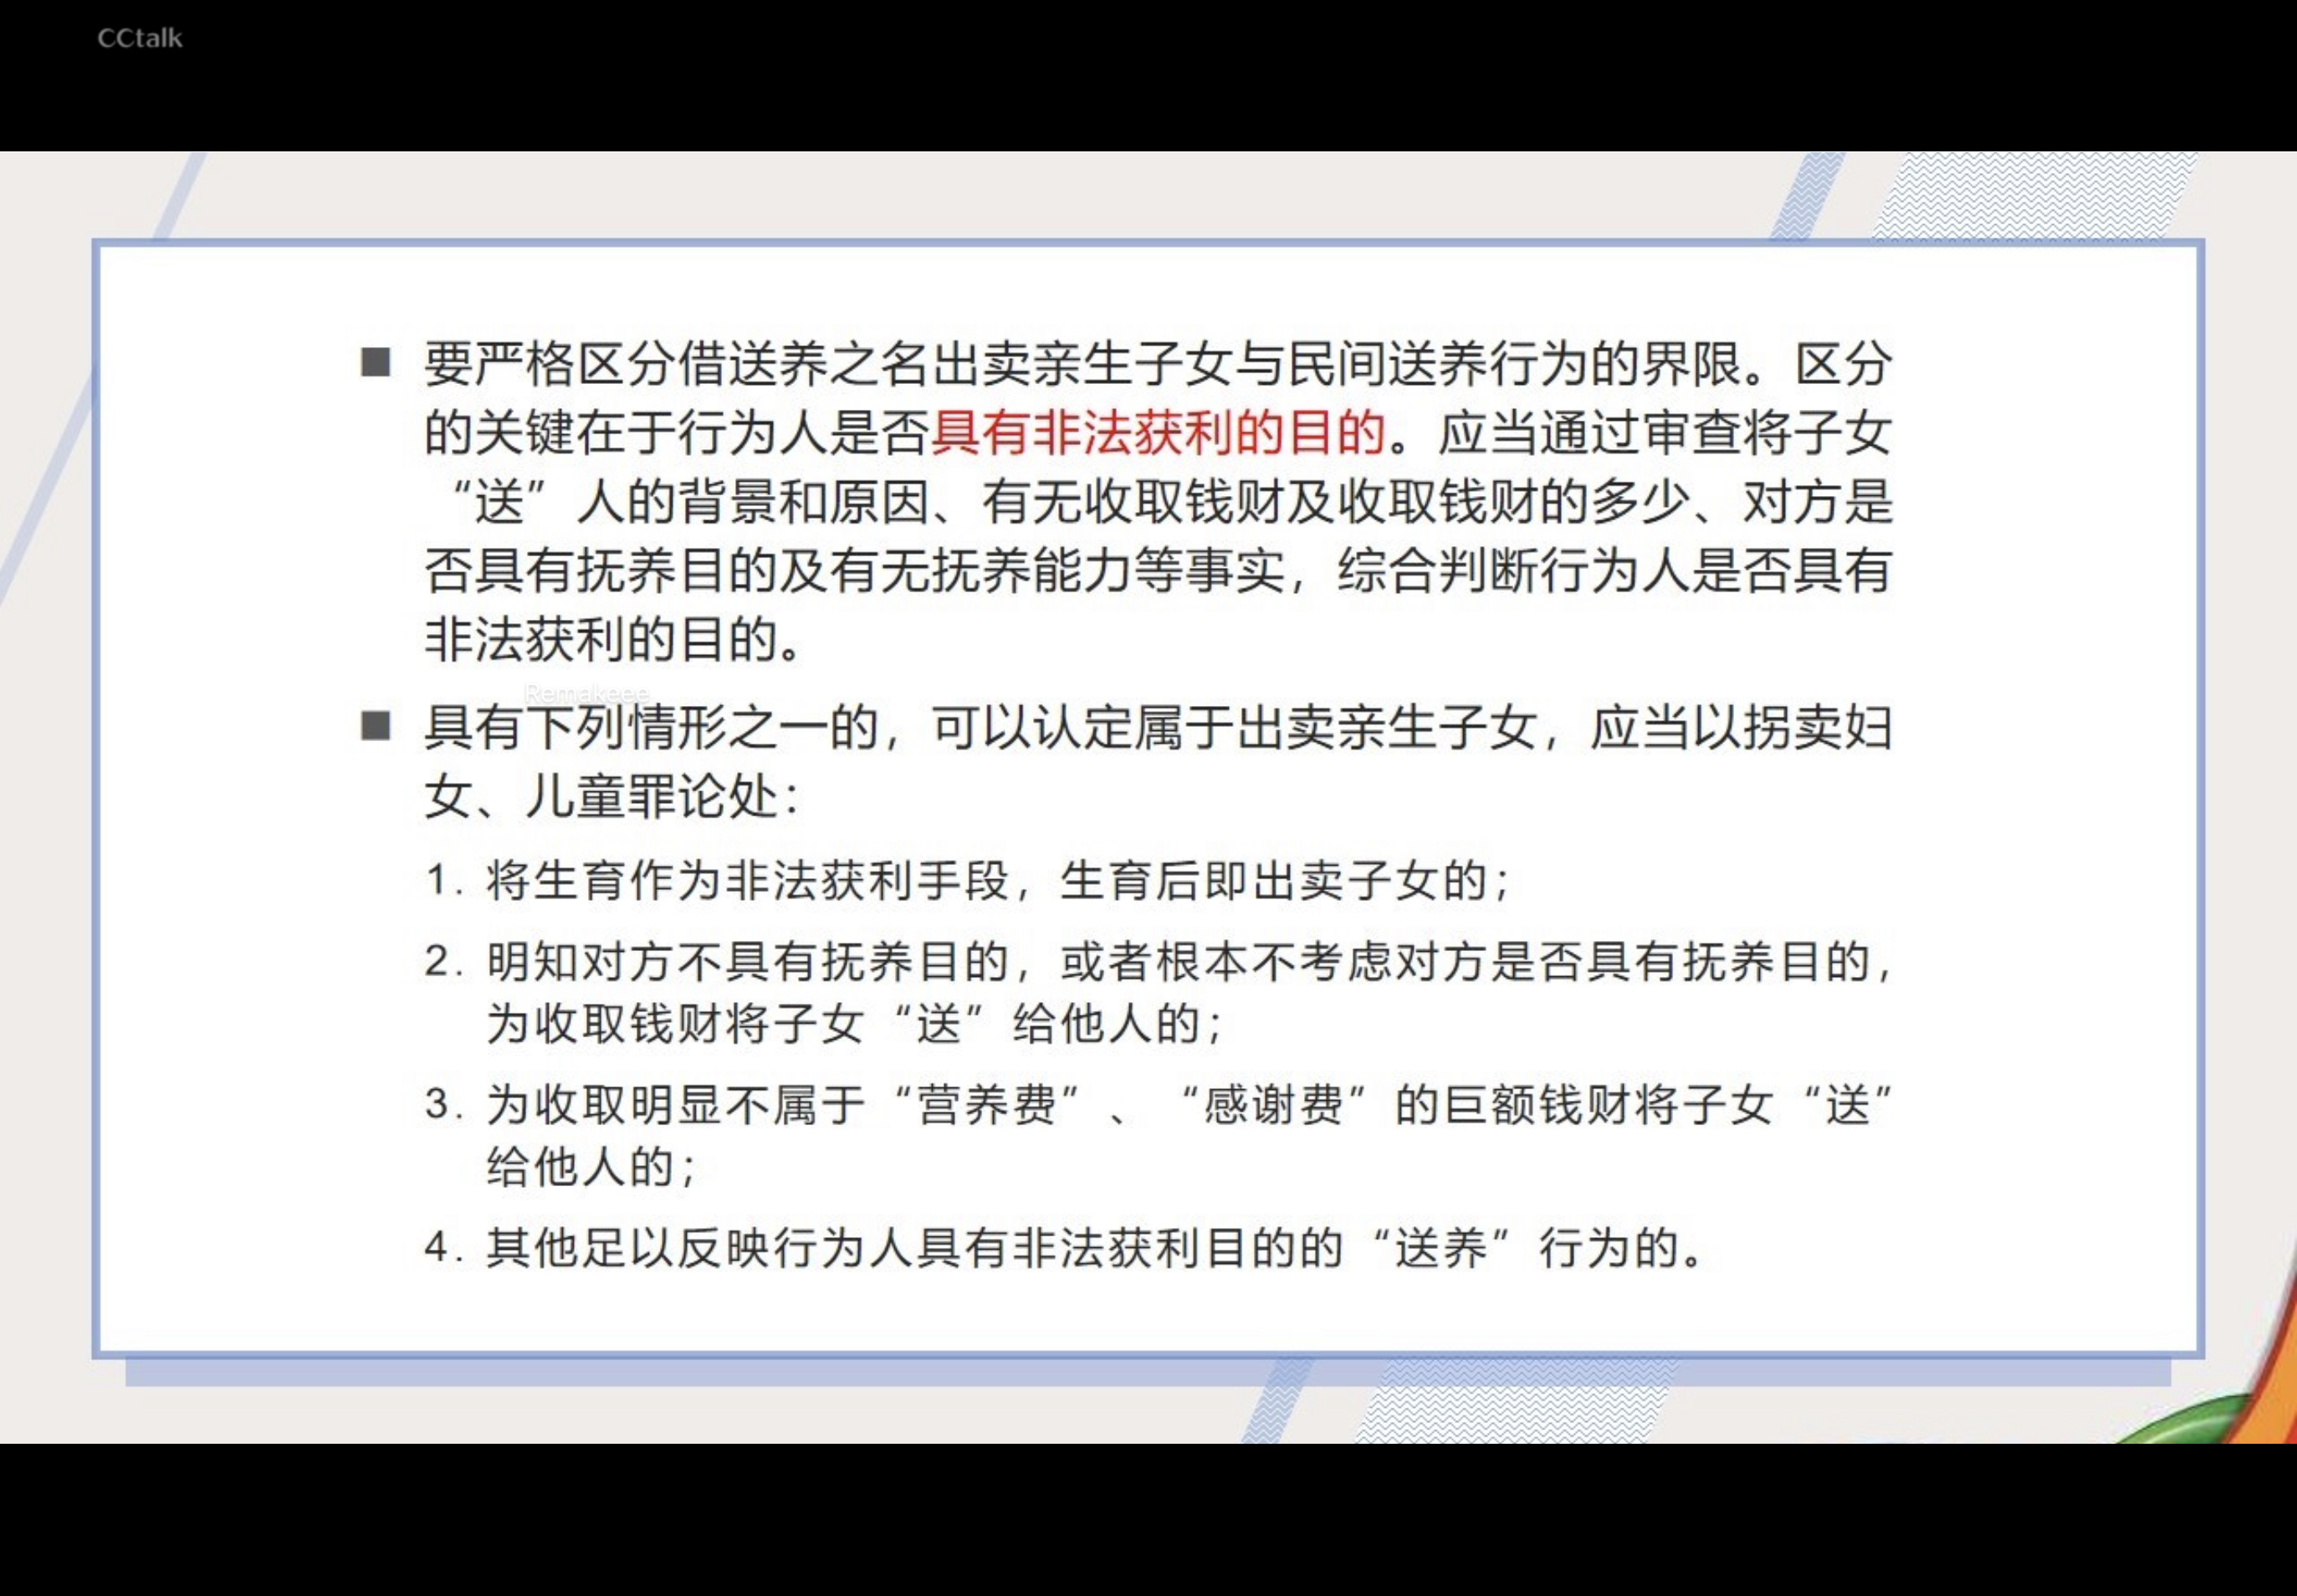 CCtalk
■ 要严格区分借送养之名出卖亲生子女与民间送养行为的界限。区分
的关键在于行为人是否具有非法获利的目的。应当通过审查将子女
“送”人的背景和原因、有无收取钱财及收取钱财的多少、对方是
否具有抚养目的及有无抚养能力等事实，综合判断行为人是否具有
非法获利的目的。
Remakeee
■ 具有下列情形之一的，可以认定属于出卖亲生子女，应当以拐卖妇
女、儿童罪论处：
1. 将生育作为非法获利手段，生育后即出卖子女的；
2. 明知对方不具有抚养目的，或者根本不考虑对方是否具有抚养目的，
为收取钱财将子女“送”给他人的；
3. 为收取明显不属于“营养费”、“感谢费”的巨额钱财将子女“送”
给他人的；
4. 其他足以反映行为人具有非法获利目的的“送养”行为的。